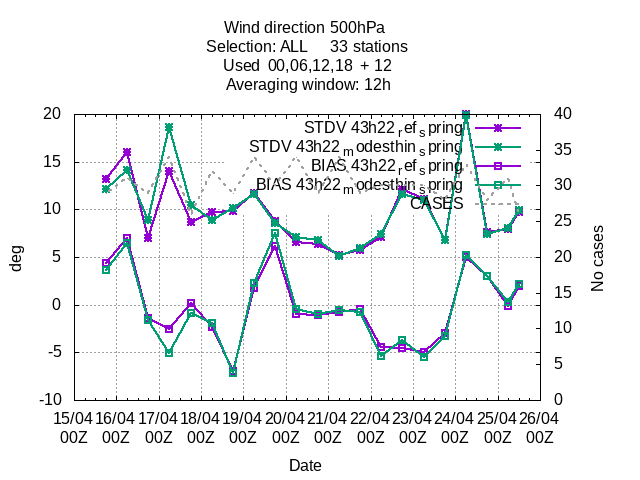 Wind direction 500hPa
Selection: ALL 33 stations
Used 00,06,12,18 + 12
Averaging window: 12h
STDV 43h22_ref_spring
STDV 43h22_modesthin_spring
BIAS 43h22_ref_spring
BIAS 43h22_modesthin_spring
CASES
20
15
10
5
0
-5
-10
deg
40
35
30
25
20
15
10
5
0
No cases
15/04 16/04 17/04 18/04 19/04 20/04 21/04 22/04 23/04 24/04 25/04 26/04
00Z 00Z 00Z 00Z 00Z 00Z 00Z 00Z 00Z 00Z 00Z 00Z
Date